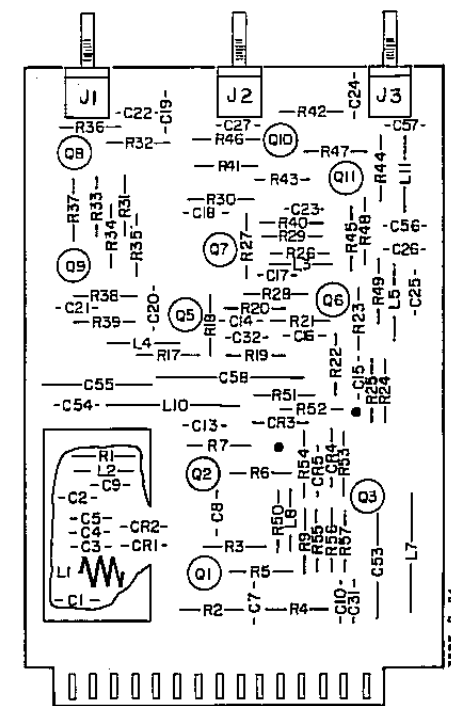 J1 J2 J3
C22 C19 C24 R42
R36 C27 C57
R32 R46 Q10 R47
Q8 R41 R44 L11
R43 Q11
R37 R33 R31 R30
C18 C23
R34 R35 R40 R45 R48 C56
R29
Q7 R27 R26 C26
Q9 L3
C17
R38 R28 Q6 R23 R49 L5 C25
C21 C20 Q5 R18 R20
R39 C14 R21
C32 C16
L4 R22
R17 R19
C15
C55 C58 R25 R24
R51
C54 L10 R52
C13 CR3
R7 R54 CR5 CR4 R53
R1
L2 Q2 R6
C9
C2 Q3
C5 C8 R50 L8
C4 CR2
C3 CR1 R3 R9 R55 R56 R57 C53 L7
L1 Q1 R5
C1 R2 C7 R4 C10 C31